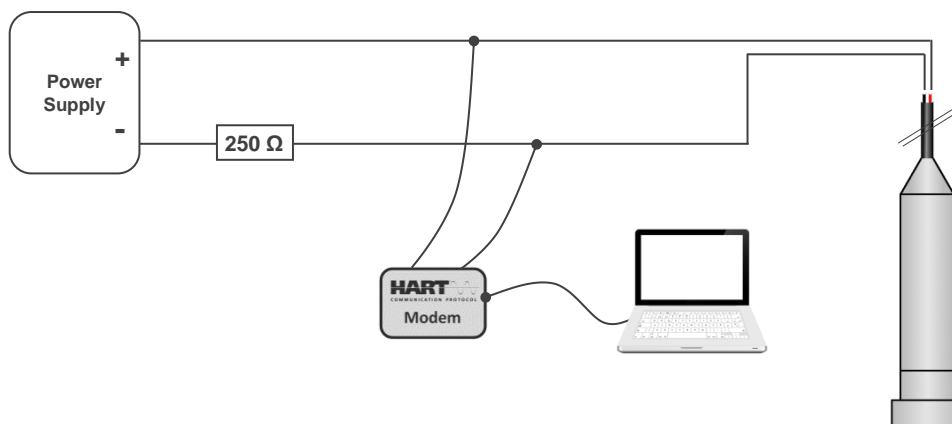 +
Power
Supply
-
250 Ω
HART
COMMUNICATION PROTOCOL
Modem